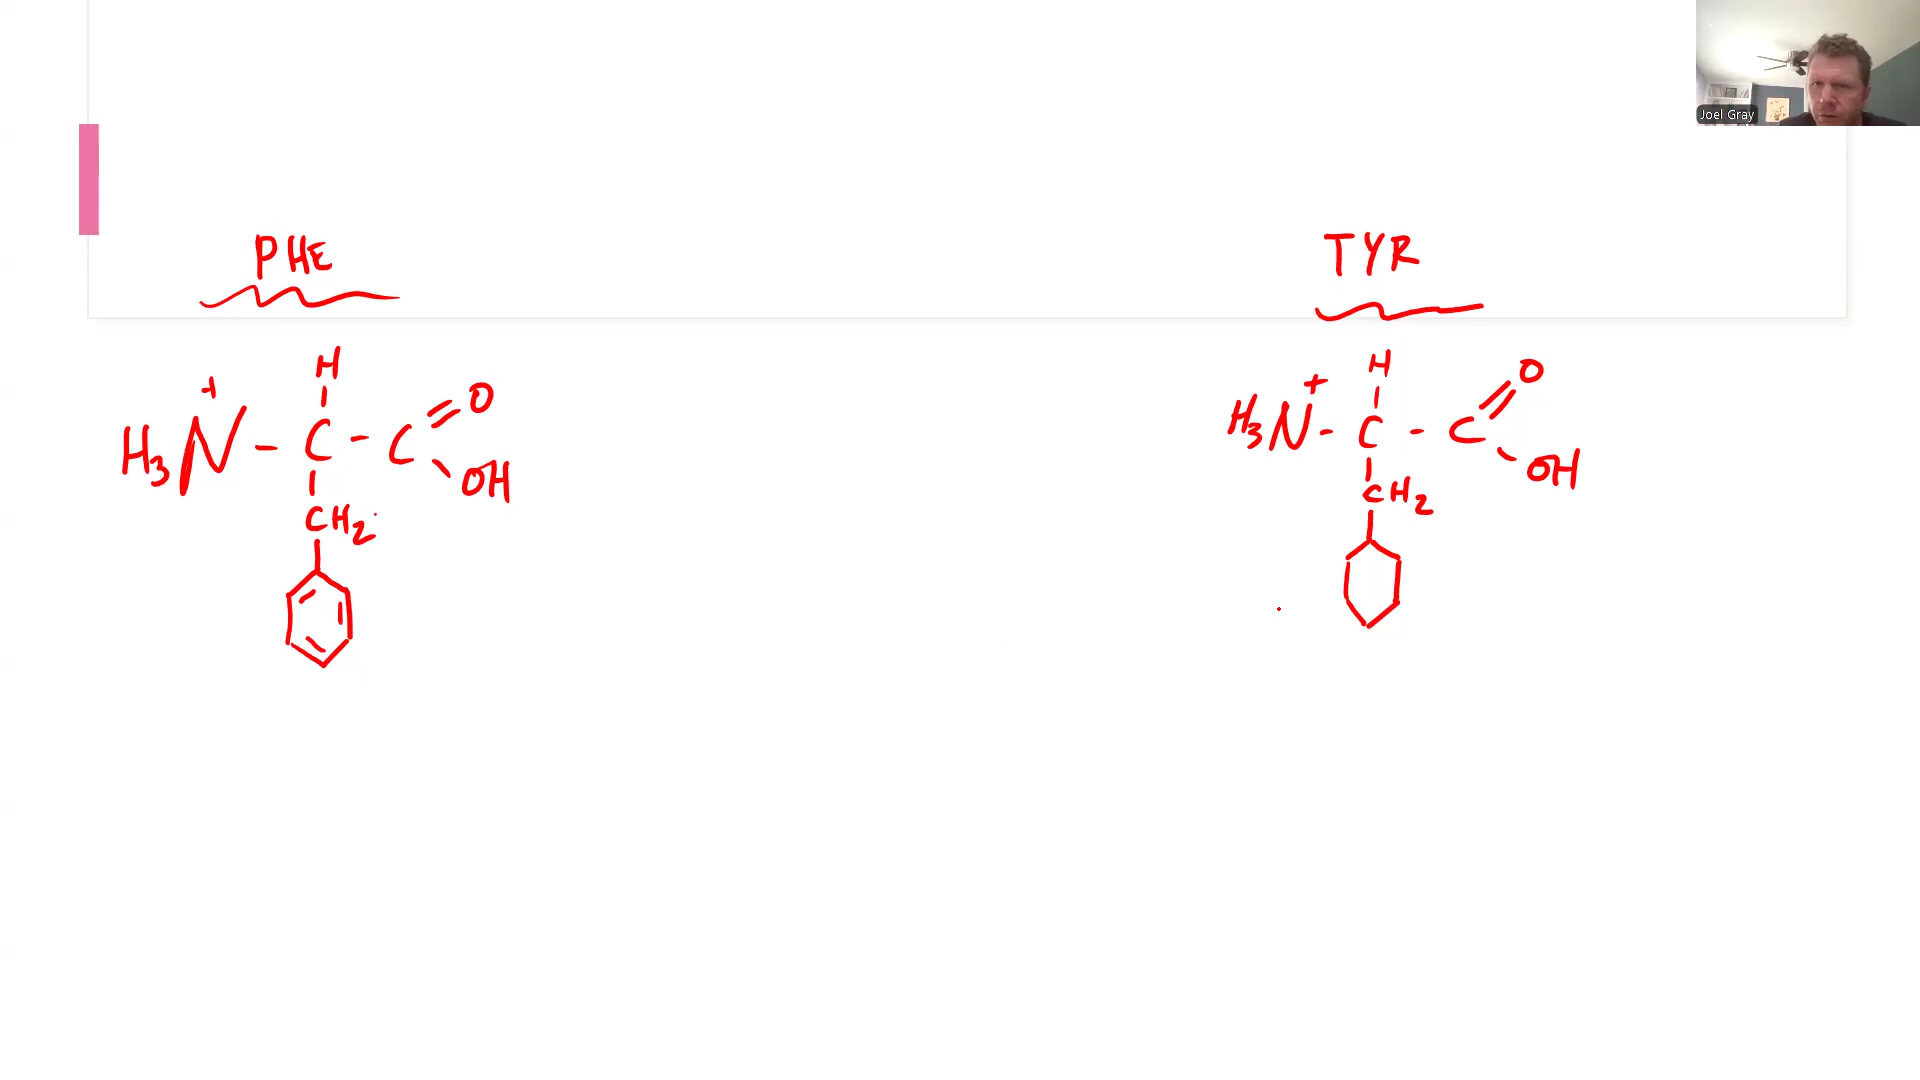 Joel Gray
PHE
TYR
H
H
+
+
O
O
H₃N - C - C
H₃N - C - C
OH
OH
CH₂
CH₂